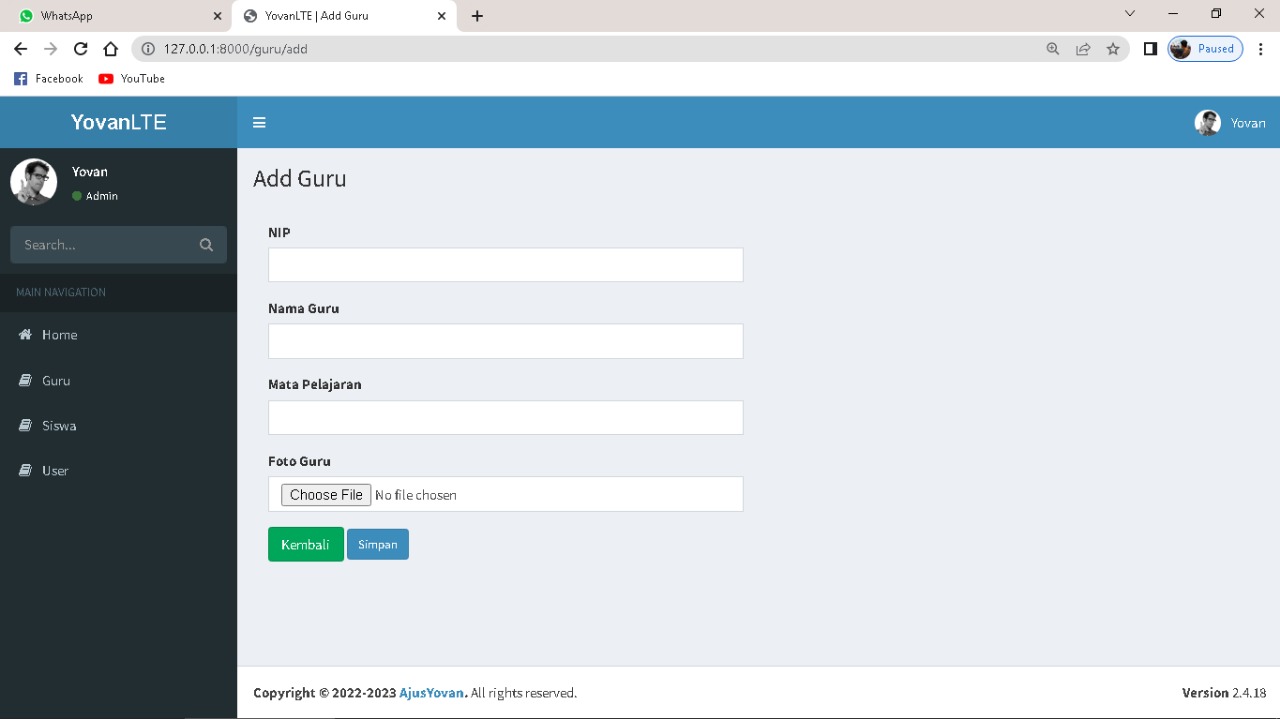 WhatsApp
YovanLTE | Add Guru
127.0.0.1:8000/guru/add
Paused
Facebook
YouTube
YovanLTE
Yovan
Yovan
Admin
Search...
MAIN NAVIGATION
Home
Guru
Siswa
User
Add Guru
NIP
Nama Guru
Mata Pelajaran
Foto Guru
Choose File No file chosen
Kembali Simpan
Copyright © 2022-2023 AjusYovan. All rights reserved.
Version 2.4.18